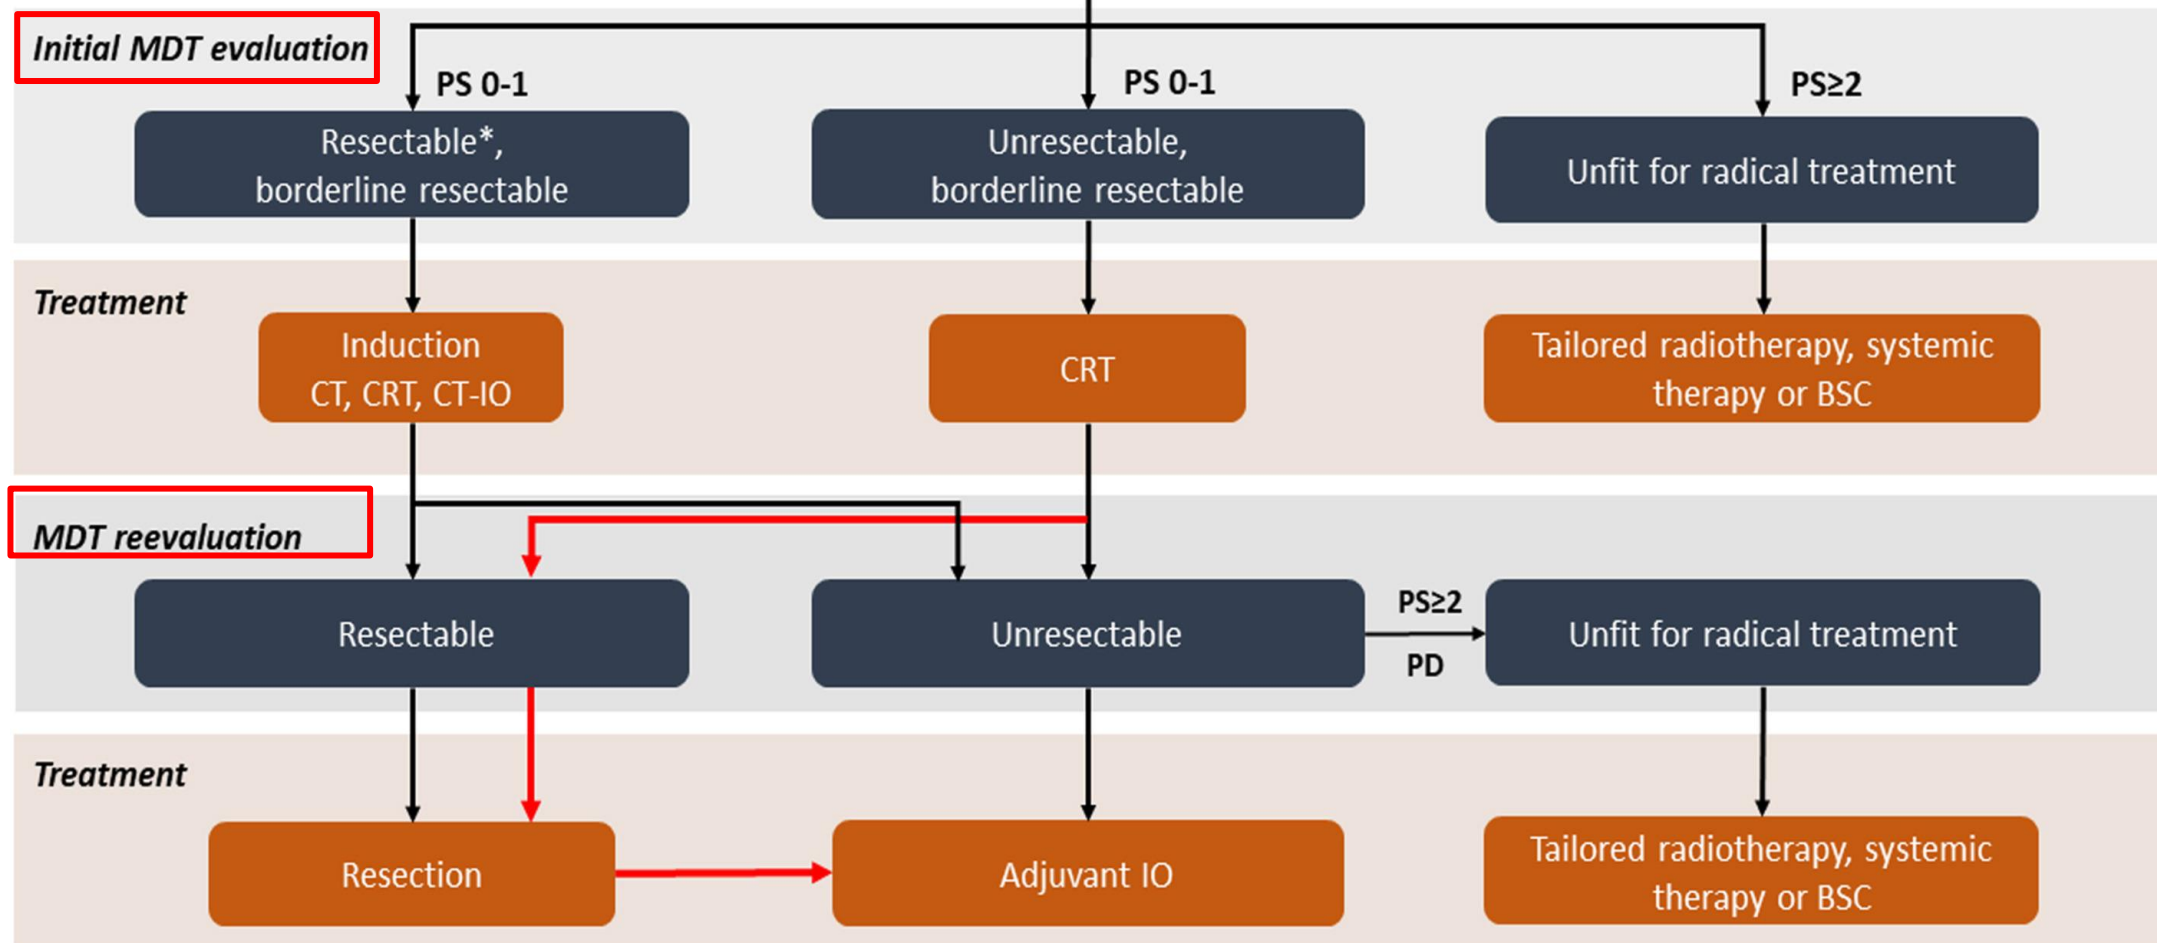 Initial MDT evaluation
PS 0-1
PS 0-1
PS≥2
Resectable*,
borderline resectable
Unresectable,
borderline resectable
Unfit for radical treatment
Treatment
Induction
CT, CRT, CT-IO
CRT
Tailored radiotherapy, systemic
therapy or BSC
MDT reevaluation
Resectable
Unresectable
PS≥2
PD
Unfit for radical treatment
Treatment
Resection
Adjuvant IO
Tailored radiotherapy, systemic
therapy or BSC